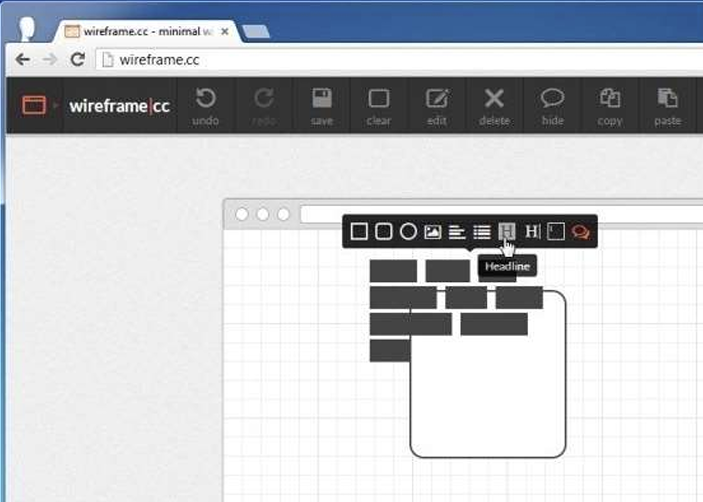 wireframe.cc - minimal w
wireframe.cc
wireframe|cc
undo
redo
save
clear
edit
delete
hide
copy
paste
H H
Headline